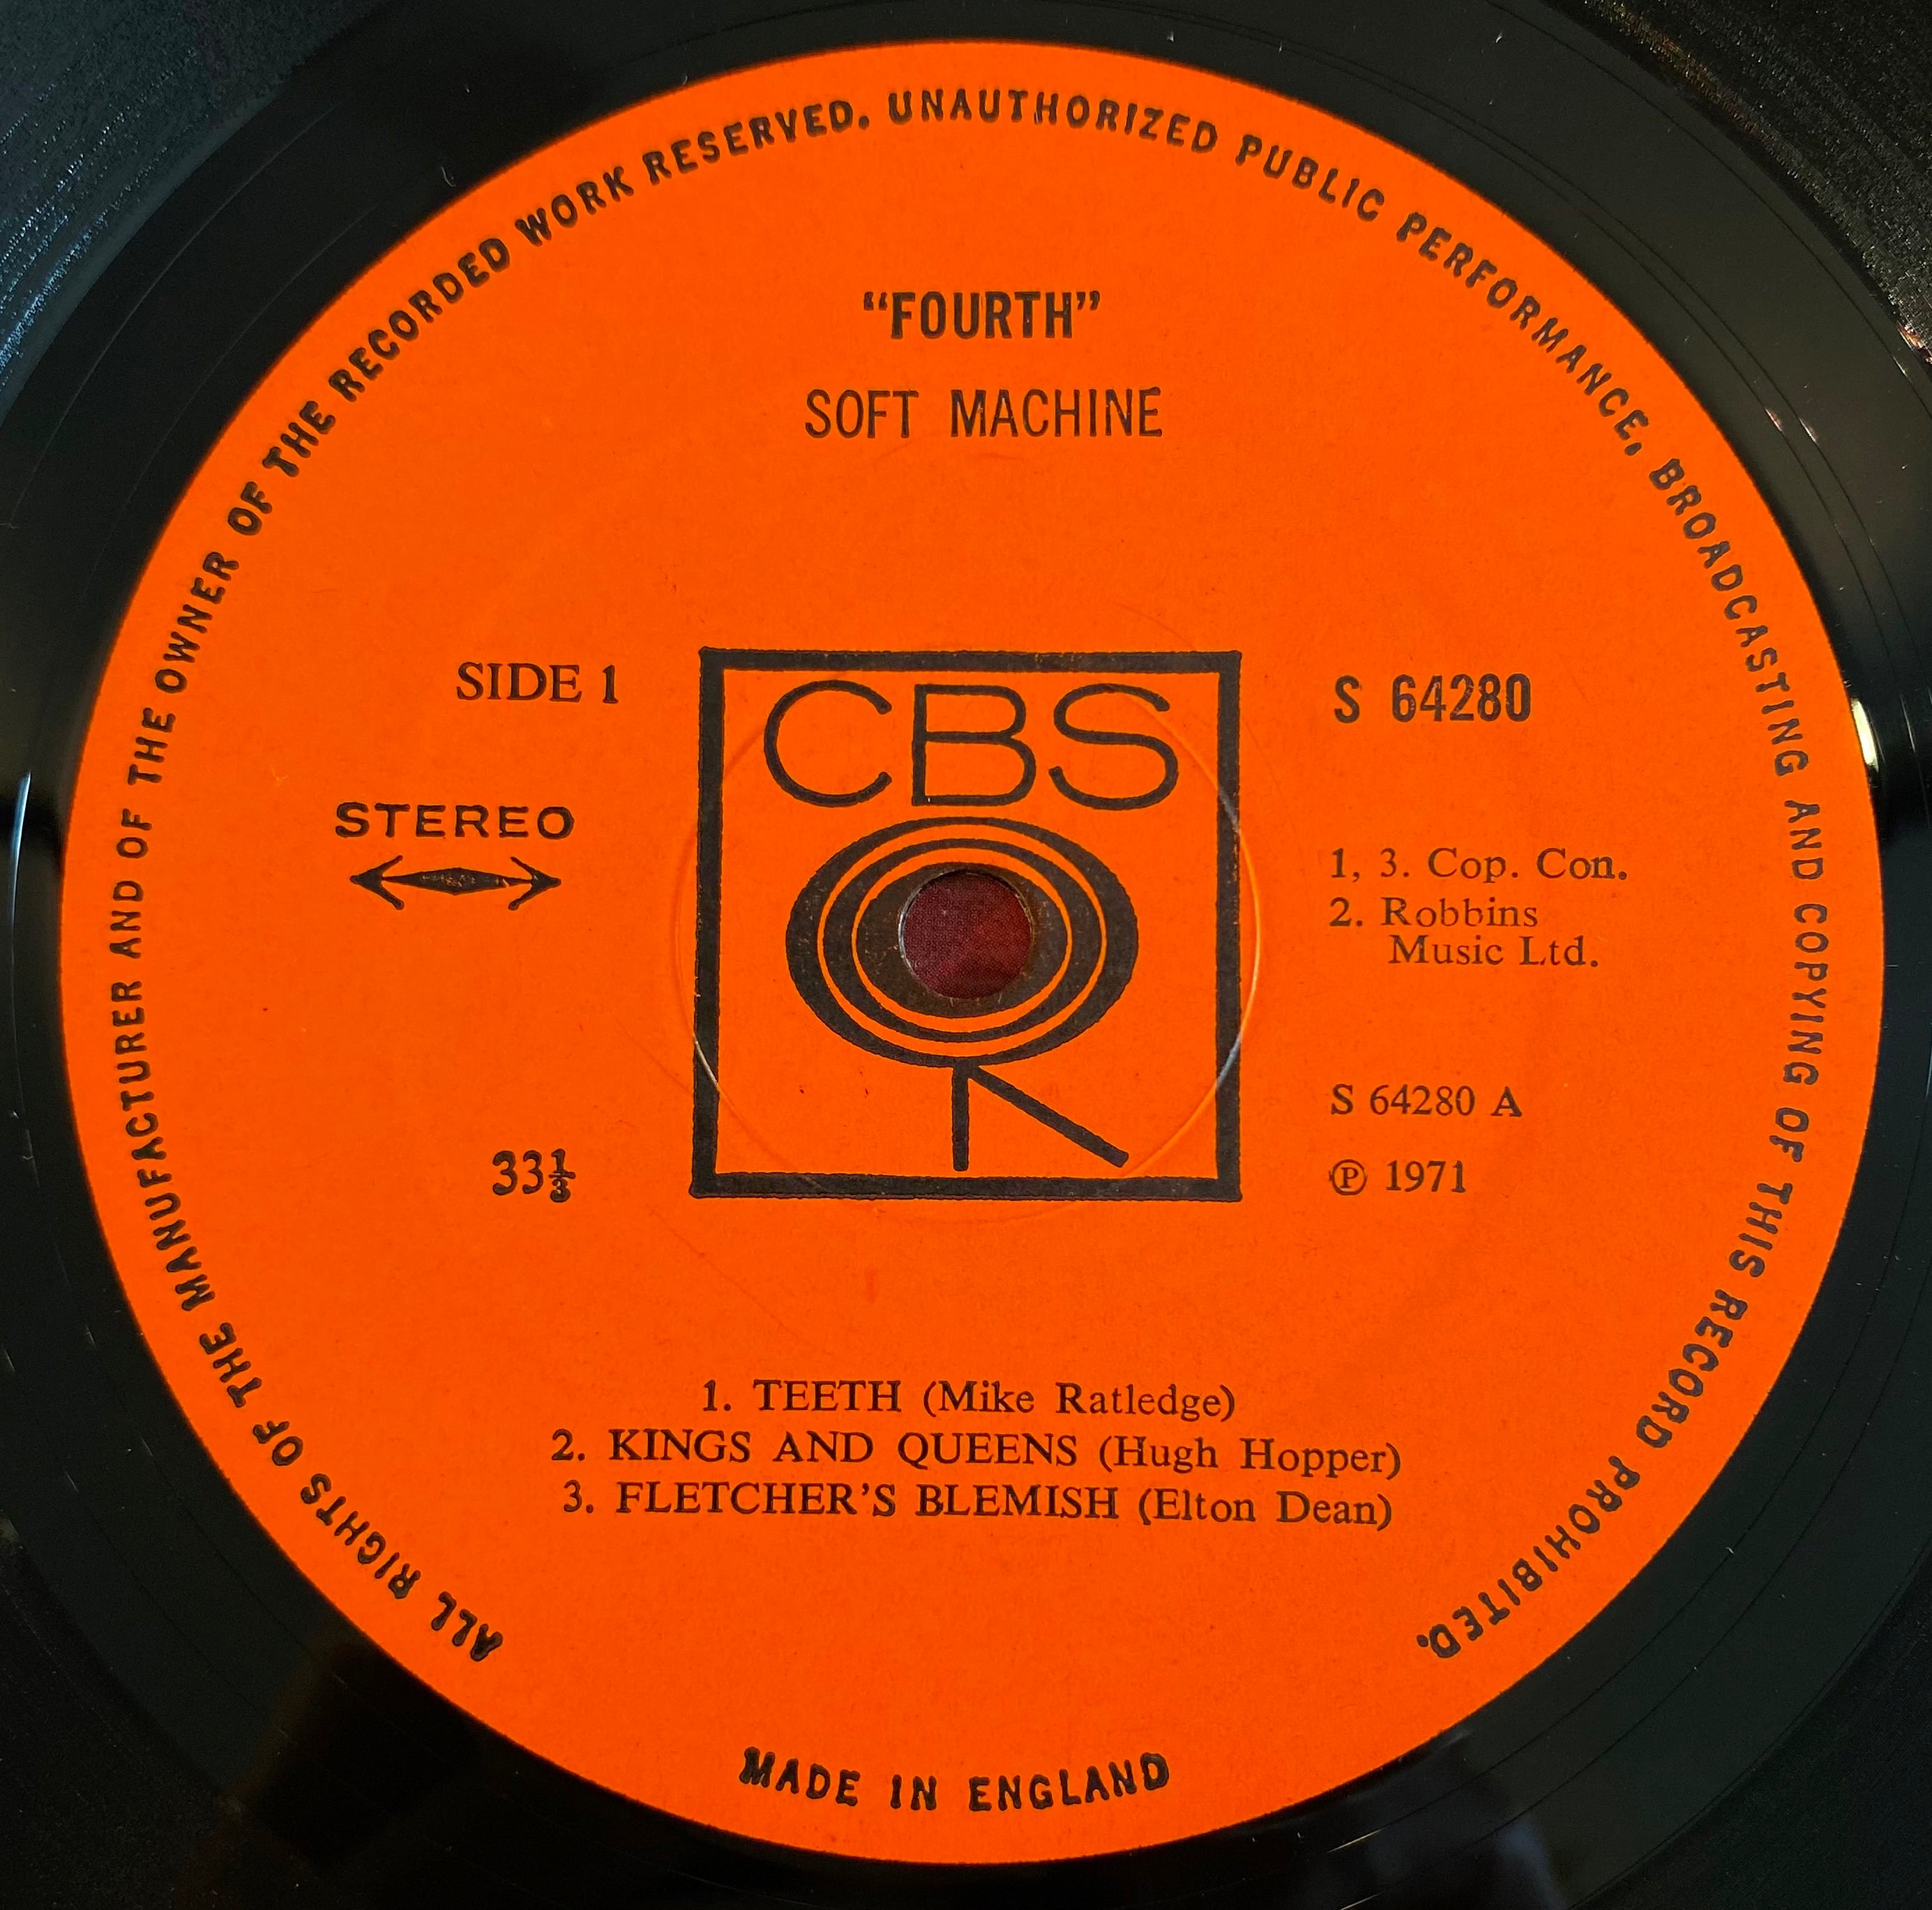 ALL RIGHTS OF THE MANUFACTURER AND OF THE OWNER OF THE RECORDED WORK RESERVED. UNAUTHORIZED PUBLIC PERFORMANCE, BROADCASTING AND COPYING OF THIS RECORD PROHIBITED.
“FOURTH”
SOFT MACHINE
SIDE 1
CBS
S 64280
STEREO
1, 3. Cop. Con.
2. Robbins
Music Ltd.
S 64280 A
33⅓
℗ 1971
1. TEETH (Mike Ratledge)
2. KINGS AND QUEENS (Hugh Hopper)
3. FLETCHER’S BLEMISH (Elton Dean)
MADE IN ENGLAND